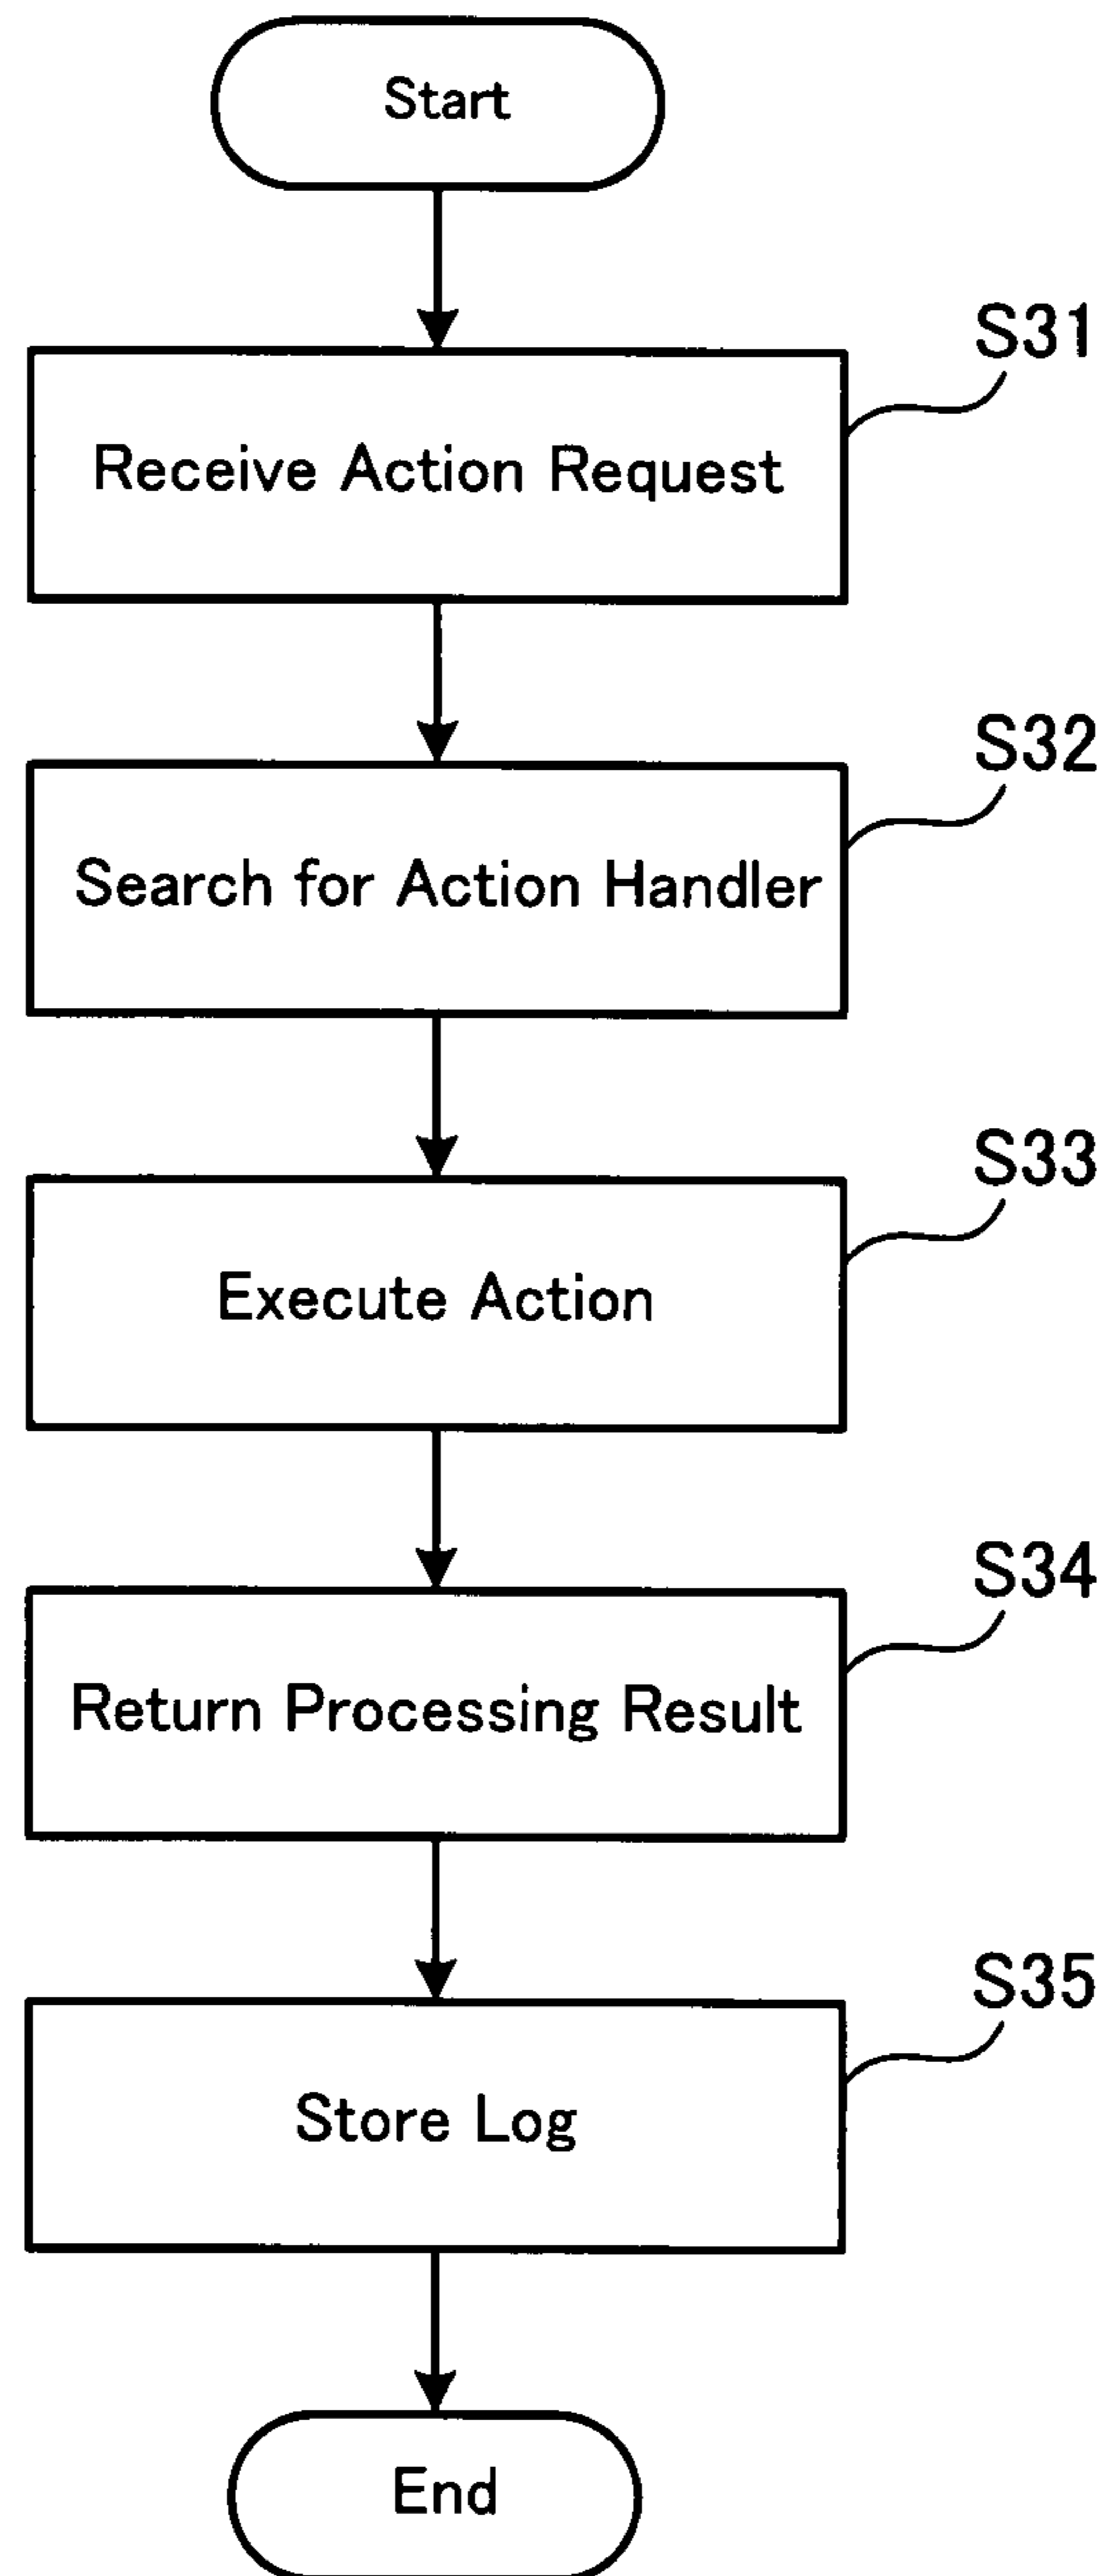 Start
S31
Receive Action Request
S32
Search for Action Handler
S33
Execute Action
S34
Return Processing Result
S35
Store Log
End